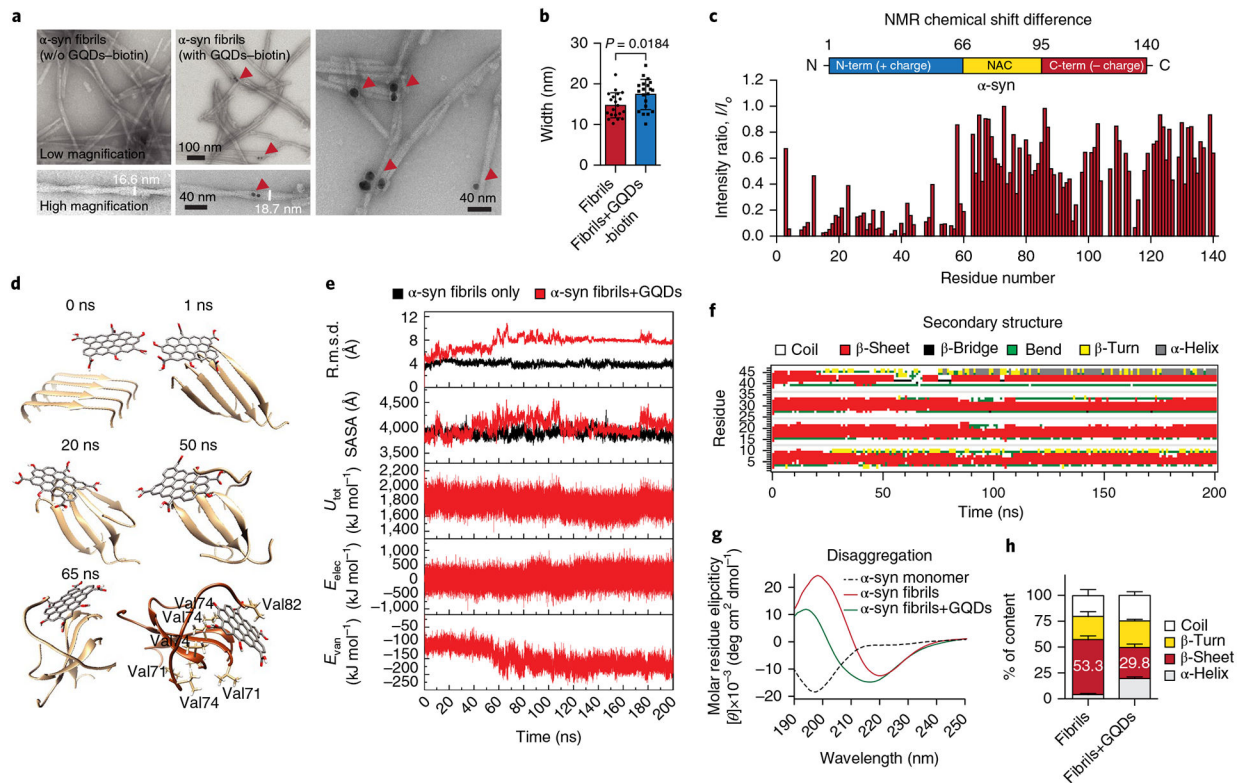 a
α-syn fibrils
(w/o GQDs–biotin)
α-syn fibrils
(with GQDs–biotin)
Low magnification
100 nm
16.6 nm
High magnification
40 nm
18.7 nm
40 nm
b
P = 0.0184
30
20
10
0
Width (nm)
Fibrils
Fibrils+GQDs
-biotin
c
NMR chemical shift difference
1 66 95 140
N N-term (+ charge) NAC C-term (– charge) C
α-syn
Intensity ratio, I/Io
1.2
1.0
0.8
0.6
0.4
0.2
0.0
0 20 40 60 80 100 120 140
Residue number
d
0 ns 1 ns
20 ns 50 ns
65 ns
Val74
Val74
Val74
Val82
Val71
Val74
Val71
e
α-syn fibrils only α-syn fibrils+GQDs
R.m.s.d.
(Å)
12
8
4
0
SASA (Å)
4,500
4,000
3,500
Utot
(kJ mol−1)
2,200
2,000
1,800
1,600
1,400
Eelec
(kJ mol−1)
1,000
500
0
−500
−1,000
Evan
(kJ mol−1)
−50
−100
−150
−200
−250
0 20 40 60 80 100 120 140 160 180 200
Time (ns)
f
Secondary structure
Coil β-Sheet β-Bridge Bend β-Turn α-Helix
Residue
45
40
35
30
25
20
15
10
5
0 50 100 150 200
Time (ns)
g
Disaggregation
α-syn monomer
α-syn fibrils
α-syn fibrils+GQDs
Molar residue elipticity
[θ]×10−3 (deg cm2 dmol−1)
20
10
0
−10
−20
190 200 210 220 230 240 250
Wavelength (nm)
h
% of content
100
75
50
25
0
53.3
29.8
Coil
β-Turn
β-Sheet
α-Helix
Fibrils
Fibrils+GQDs